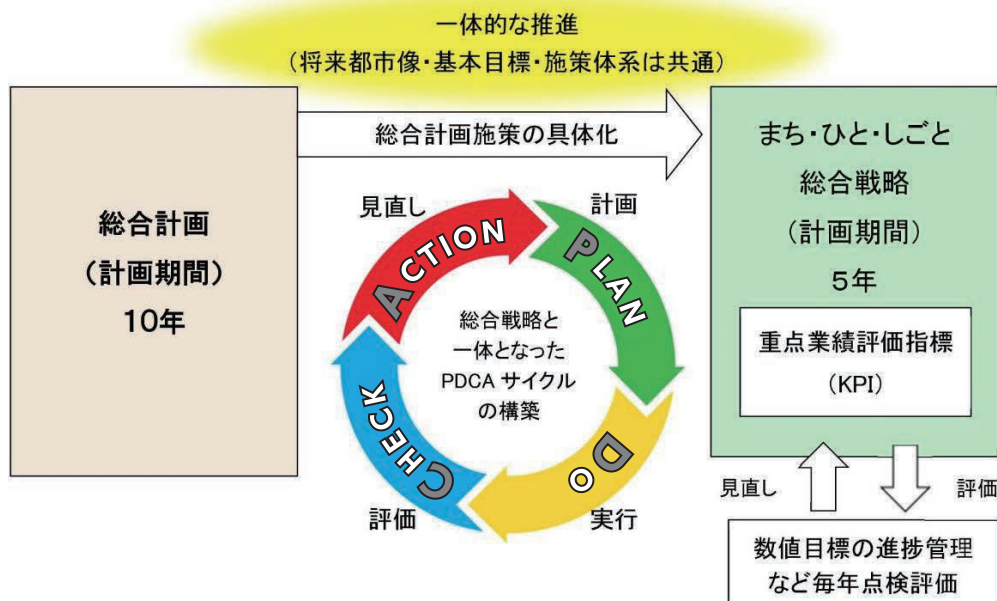 一体的な推進
（将来都市像・基本目標・施策体系は共通）
総合計画施策の具体化
総合計画
（計画期間）
10年
まち・ひと・しごと
総合戦略
（計画期間）
５年
重点業績評価指標
（KPI）
見直し
計画
ACTION
PLAN
総合戦略と
一体となった
PDCA サイクル
の構築
CHECK
DO
評価
実行
見直し
評価
数値目標の進捗管理
など毎年点検評価